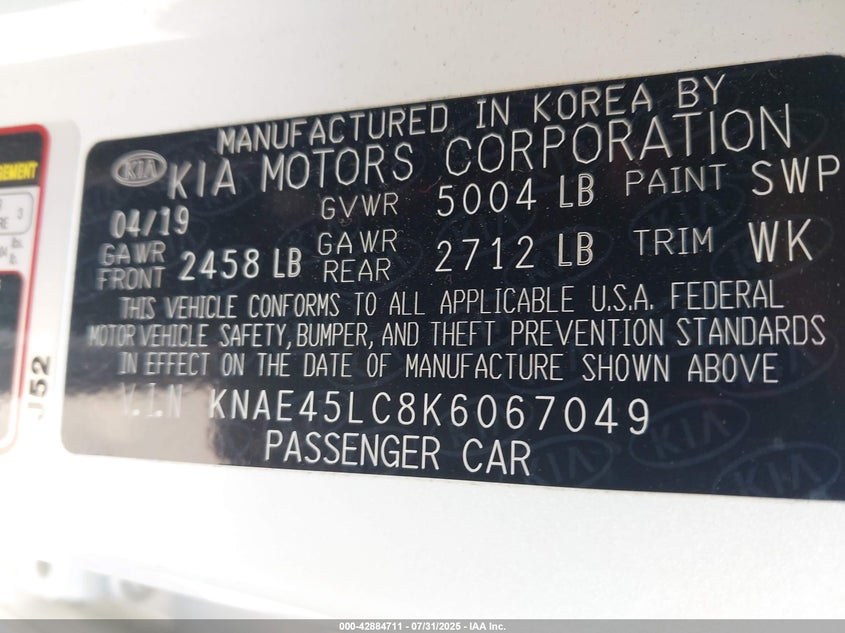 MANUFACTURED IN KOREA BY
KIA KIA MOTORS CORPORATION
04/19 GVWR 5004 LB PAINT SWP
GAWR FRONT 2458 LB GAWR REAR 2712 LB TRIM WK
THIS VEHICLE CONFORMS TO ALL APPLICABLE U.S.A. FEDERAL
MOTOR VEHICLE SAFETY, BUMPER, AND THEFT PREVENTION STANDARDS
IN EFFECT ON THE DATE OF MANUFACTURE SHOWN ABOVE
V.I.N KNAE45LC8K6067049
PASSENGER CAR
J52
000-42884711 - 07/31/2025 - IAA Inc.